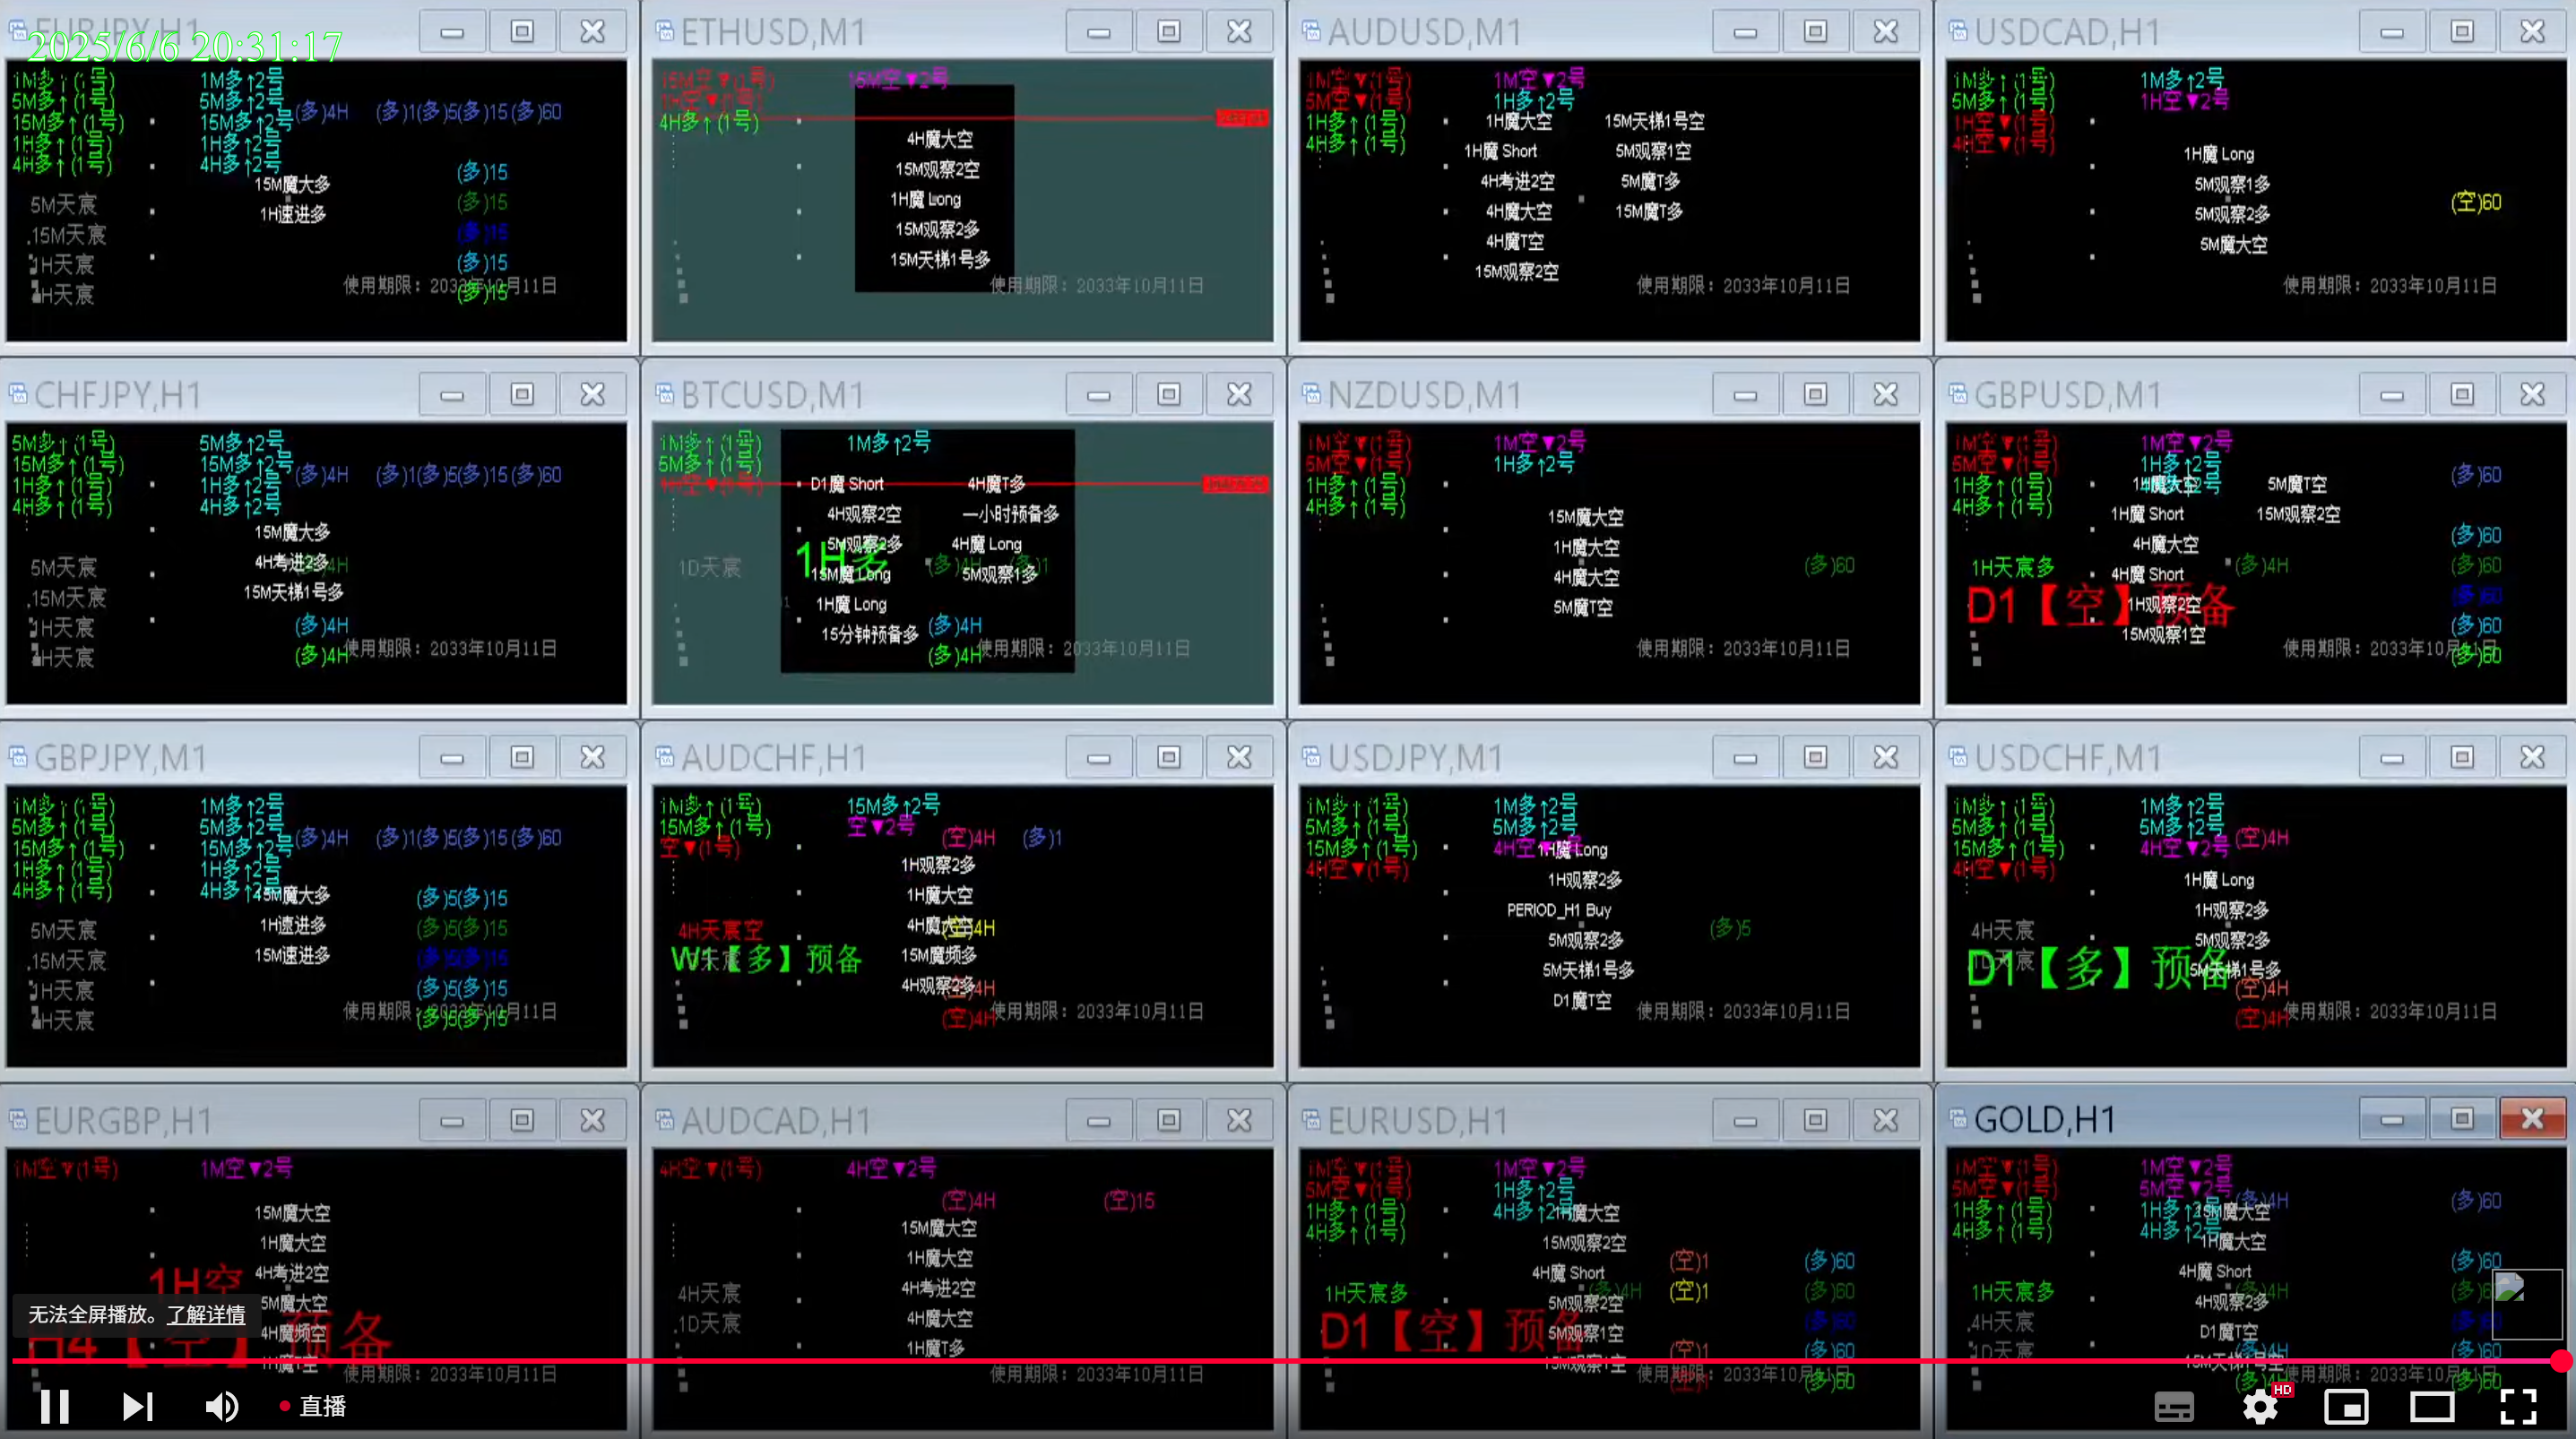 EURJPY,H1
2025/6/6 20:31:17
1M多↑(1号) 1M多↑2号
5M多↑(1号) 5M多↑2号
(多)4H (多)1(多)5(多)15(多)60
15M多↑(1号) 15M多↑2号
1H多↑(1号) 1H多↑2号
4H多↑(1号) 4H多↑2号
(多)15
15M魔大多
5M天宸
(多)15
1H速进多
15M天宸
(多)15
1H天宸
(多)15
使用期限：2033年10月11日
4H天宸
(多)15
ETHUSD,M1
15M空▼(1号) 15M空▼2号
1H空▼(1号)
4H多↑(1号)
4H魔大空
15M观察2空
1H魔 Long
15M观察2多
15M天梯1号多
使用期限：2033年10月11日
AUDUSD,M1
1M空▼(1号) 1M空▼2号
5M空▼(1号) 1H多↑2号
1H多↑(1号)
4H多↑(1号)
1H魔大空 15M天梯1号空
1H魔 Short 5M观察1空
4H考进2空 5M魔T多
4H魔大空 15M魔T多
4H魔T空
15M观察2空
使用期限：2033年10月11日
USDCAD,H1
1M多↑(1号) 1M多↑2号
5M多↑(1号) 1H空▼2号
1H空▼(1号)
4H空▼(1号)
1H魔 Long
5M观察1多
(空)60
5M观察2多
5M魔大空
使用期限：2033年10月11日
CHFJPY,H1
5M多↑(1号) 5M多↑2号
15M多↑(1号) 15M多↑2号
(多)4H (多)1(多)5(多)15(多)60
1H多↑(1号) 1H多↑2号
4H多↑(1号) 4H多↑2号
15M魔大多
4H考进2多
5M天宸
15M天梯1号多
15M天宸
1H天宸
(多)4H
使用期限：2033年10月11日
4H天宸
(多)4H
BTCUSD,M1
1M多↑(1号) 1M多↑2号
5M多↑(1号)
1H空▼(1号)
D1魔 Short 4H魔T多
4H观察2空 一小时预备多
5M观察2多 4H魔 Long
1H多
1D天宸
(多)4H (多)1
15M魔 Long 5M观察1多
1H魔 Long
15分钟预备多
(多)4H
使用期限：2033年10月11日
(多)4H
NZDUSD,M1
1M空▼(1号) 1M空▼2号
5M空▼(1号) 1H多↑2号
1H多↑(1号)
4H多↑(1号)
15M魔大空
1H魔大空
(多)60
4H魔大空
5M魔T空
使用期限：2033年10月11日
GBPUSD,M1
1M空▼(1号) 1M空▼2号
5M空▼(1号) 1H多↑2号
1H多↑(1号)
4H多↑(1号)
(多)60
1H魔大空 5M魔T空
1H魔 Short 15M观察2空
(多)60
4H魔大空
1H天宸多
(多)4H (多)60
4H魔 Short
D1【空】预备
(多)60
1H观察2空
(多)60
15M观察1空
使用期限：2033年10月11日
(多)60
GBPJPY,M1
1M多↑(1号) 1M多↑2号
5M多↑(1号) 5M多↑2号
(多)4H (多)1(多)5(多)15(多)60
15M多↑(1号) 15M多↑2号
1H多↑(1号) 1H多↑2号
4H多↑(1号) 4H多↑2号
15M魔大多
(多)5(多)15
1H速进多
5M天宸
(多)5(多)15
15M速进多
15M天宸
(多)5(多)15
1H天宸
(多)5(多)15
使用期限：2033年10月11日
4H天宸
(多)5(多)15
AUDCHF,H1
1M多↑(1号) 15M多↑2号
15M多↑(1号) 空▼2号
空▼(1号)
(空)4H (多)1
1H观察2多
1H魔大空
4H天宸空
4H魔大空
(空)4H
W1【多】预备
15M魔频多
4H观察2多
(空)4H
使用期限：2033年10月11日
(空)4H
USDJPY,M1
1M多↑(1号) 1M多↑2号
5M多↑(1号) 5M多↑2号
15M多↑(1号) 4H空▼2号
4H空▼(1号)
1H魔 Long
1H观察2多
PERIOD_H1 Buy
(多)5
5M观察2多
5M天梯1号多
D1魔T空
使用期限：2033年10月11日
USDCHF,M1
1M多↑(1号) 1M多↑2号
5M多↑(1号) 5M多↑2号
15M多↑(1号) 4H空▼2号
(空)4H
4H空▼(1号)
1H魔 Long
1H观察2多
4H天宸
5M观察2多
D1【多】预备
1D天宸
5M天梯1号多
(空)4H
使用期限：2033年10月11日
(空)4H
EURGBP,H1
1M空▼(1号) 1M空▼2号
15M魔大空
1H魔大空
1H空
4H考进2空
5M魔大空
4H魔频空
H4【空】预备
1H魔T空
使用期限：2033年10月11日
AUDCAD,H1
4H空▼(1号) 4H空▼2号
(空)4H (空)15
15M魔大空
1H魔大空
4H考进2空
4H天宸
4H魔大空
1D天宸
1H魔T多
使用期限：2033年10月11日
EURUSD,H1
1M空▼(1号) 1M空▼2号
5M空▼(1号) 1H多↑2号
1H多↑(1号) 4H多↑2号
4H多↑(1号)
1H魔大空
15M观察2空
(空)1 (多)60
4H魔 Short
1H天宸多
(多)4H (空)1 (多)60
5M观察2空
(多)60
D1【空】预备
5M观察1空
(空)1 (多)60
15M观察1空
使用期限：2033年10月11日
(空)1 (多)60
GOLD,H1
1M空▼(1号) 1M空▼2号
5M空▼(1号) 5M空▼2号
1H多↑(1号) 1H多↑2号
4H多↑(1号) 4H多↑2号
(多)4H (多)60
15M魔大空
1H魔大空
(多)60
4H魔 Short
1H天宸多
(多)4H
4H观察2空
4H天宸
D1魔T空
1D天宸
(多)4H (多)60
15M天梯1号空
使用期限：2033年10月11日
(多)4H (多)60
无法全屏播放。了解详情
直播
HD